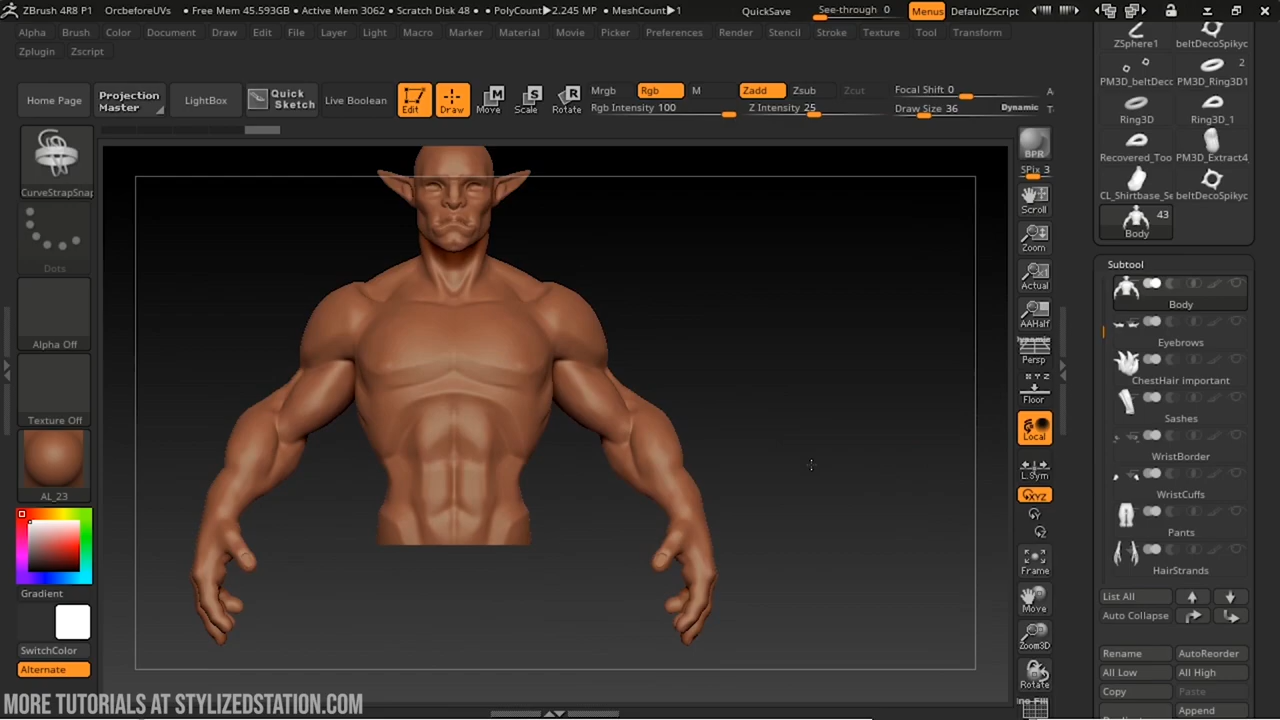 ZBrush 4R8 P1 OrcbeforeUVs • Free Mem 45.593GB • Active Mem 3062 • Scratch Disk 48 • PolyCount▶2.245 MP • MeshCount▶1 QuickSave See-through 0 Menus DefaultZScript
Alpha Brush Color Document Draw Edit File Layer Light Macro Marker Material Movie Picker Preferences Render Stencil Stroke Texture Tool Transform
Zplugin Zscript
Home Page
Projection
Master
LightBox
Quick
Sketch
Live Boolean
Edit
Draw
Move
Scale
Rotate
Mrgb Rgb M
Rgb Intensity 100
Zadd Zsub Zcut
Z Intensity 25
Focal Shift 0
Draw Size 36 Dynamic
CurveStrapSnap
Dots
Alpha Off
Texture Off
AL_23
Gradient
SwitchColor
Alternate
BPR
SPix 3
Scroll
Zoom
Actual
AAHalf
Dynamic
Persp
X Y Z
Floor
Local
L.Sym
XYZ
Y
Z
Frame
Move
Zoom3D
Rotate
ZSphere1 beltDecoSpikyc
2
PM3D_beltDecc PM3D_Ring3D1
Ring3D Ring3D_1
Recovered_Too PM3D_Extract4_
CL_Shirtbase_Se beltDecoSpikyc
43
Body
Subtool
Body
Eyebrows
ChestHair important
Sashes
WristBorder
WristCuffs
Pants
HairStrands
List All
Auto Collapse
Rename AutoReorder
All Low All High
Copy Paste
Append
MORE TUTORIALS AT STYLIZEDSTATION.COM